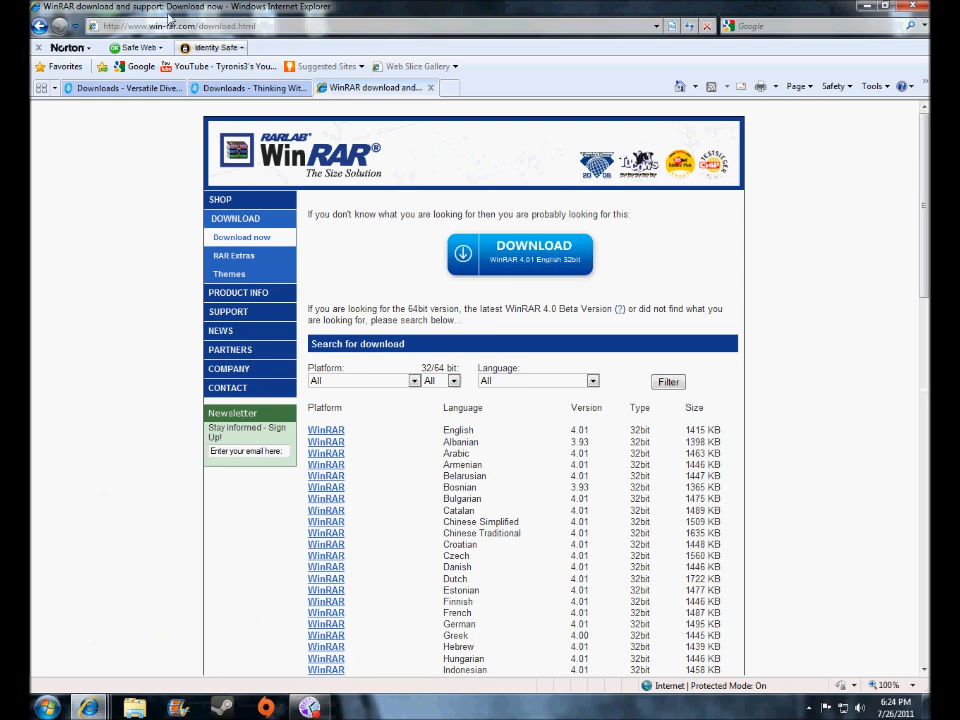 WinRAR download and support: Download now - Windows Internet Explorer
http://www.win-rar.com/download.html
Google
Norton
Safe Web
Identity Safe
Favorites
Google
YouTube - Tyronis3's You...
Suggested Sites
Web Slice Gallery
Downloads - Versatile Dive...
Downloads - Thinking Wit...
WinRAR download and...
Page
Safety
Tools
RARLAB®
WinRAR®
The Size Solution
SHOP
DOWNLOAD
Download now
RAR Extras
Themes
PRODUCT INFO
SUPPORT
NEWS
PARTNERS
COMPANY
CONTACT
Newsletter
Stay informed - Sign
Up!
Enter your email here:
If you don't know what you are looking for then you are probably looking for this:
DOWNLOAD
WinRAR 4.01 English 32bit
If you are looking for the 64bit version, the latest WinRAR 4.0 Beta Version (?) or did not find what you
are looking for, please search below...
Search for download
Platform: 32/64 bit: Language:
All All All Filter
Platform Language Version Type Size
WinRAR English 4.01 32bit 1415 KB
WinRAR Albanian 3.93 32bit 1398 KB
WinRAR Arabic 4.01 32bit 1463 KB
WinRAR Armenian 4.01 32bit 1446 KB
WinRAR Belarusian 4.01 32bit 1447 KB
WinRAR Bosnian 3.93 32bit 1365 KB
WinRAR Bulgarian 4.01 32bit 1475 KB
WinRAR Catalan 4.01 32bit 1489 KB
WinRAR Chinese Simplified 4.01 32bit 1509 KB
WinRAR Chinese Traditional 4.01 32bit 1635 KB
WinRAR Croatian 4.01 32bit 1448 KB
WinRAR Czech 4.01 32bit 1560 KB
WinRAR Danish 4.01 32bit 1446 KB
WinRAR Dutch 4.01 32bit 1722 KB
WinRAR Estonian 4.01 32bit 1477 KB
WinRAR Finnish 4.01 32bit 1446 KB
WinRAR French 4.01 32bit 1487 KB
WinRAR German 4.01 32bit 1495 KB
WinRAR Greek 4.00 32bit 1445 KB
WinRAR Hebrew 4.01 32bit 1439 KB
WinRAR Hungarian 4.01 32bit 1446 KB
WinRAR Indonesian 4.01 32bit 1458 KB
Internet | Protected Mode: On
100%
6:24 PM
7/26/2011